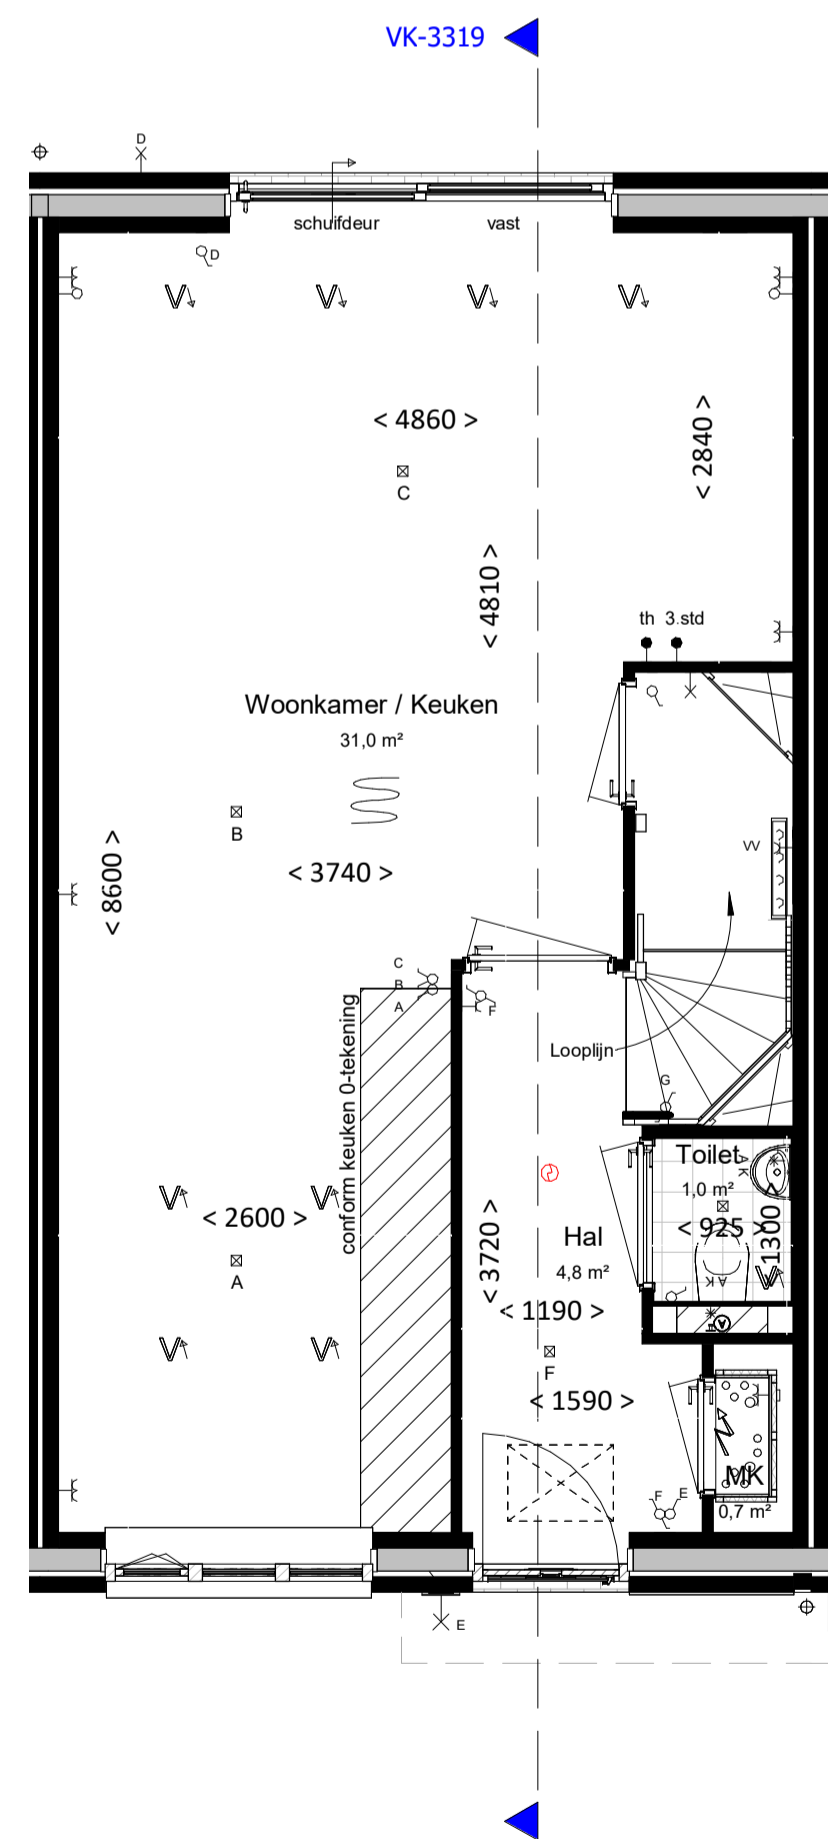 VK-3319
D
schuifdeur
vast
D
< 4860 >
C
< 2840 >
< 4810 >
th 3.std
Woonkamer / Keuken
31,0 m²
B
< 3740 >
< 8600 >
C
B
A
F
conform keuken 0-tekening
Looplijn
G
Toilet
1,0 m²
< 925 >
< 1300 >
AK
AK
< 2600 >
A
< 3720 >
Hal
4,8 m²
< 1190 >
A
F
< 1590 >
MK
0,7 m²
F
E
E